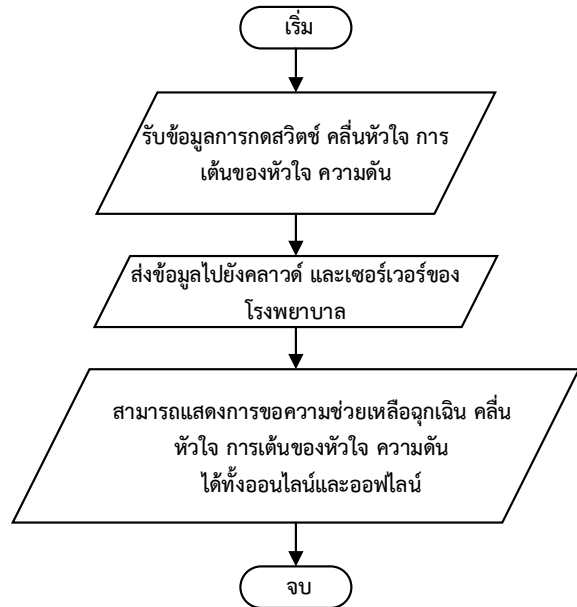 เริ่ม
รับข้อมูลการกดสวิตช์ คลื่นหัวใจ การ
เต้นของหัวใจ ความดัน
ส่งข้อมูลไปยังคลาวด์ และเซอร์เวอร์ของ
โรงพยาบาล
สามารถแสดงการขอความช่วยเหลือฉุกเฉิน คลื่น
หัวใจ การเต้นของหัวใจ ความดัน
ได้ทั้งออนไลน์และออฟไลน์
จบ